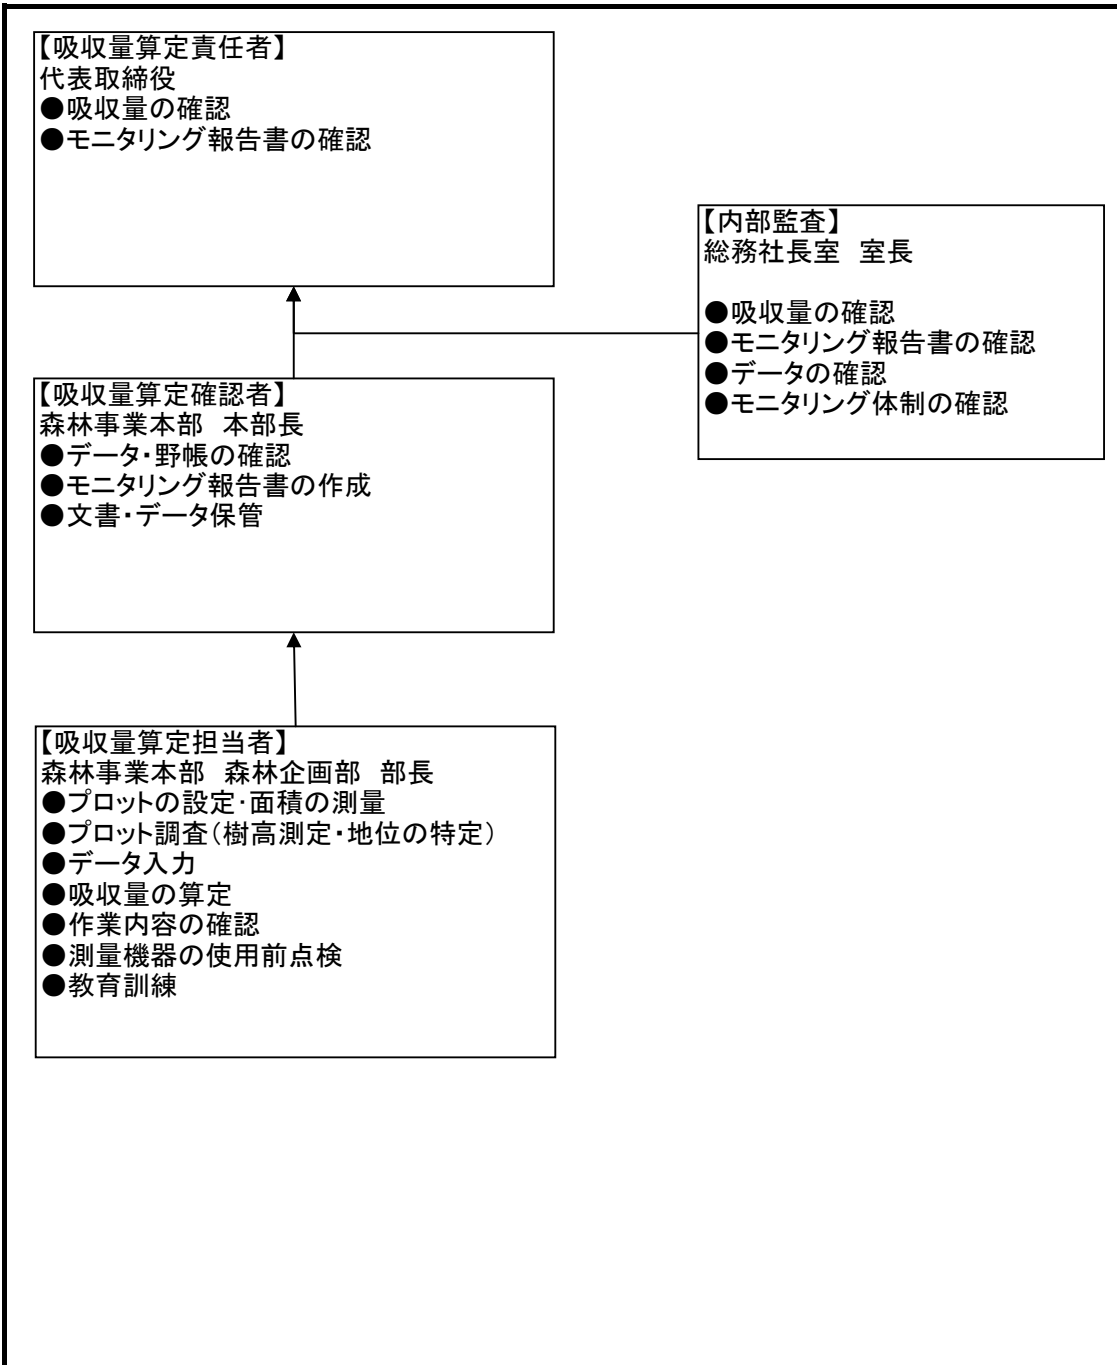 【吸収量算定責任者】
代表取締役
●吸収量の確認
●モニタリング報告書の確認
【内部監査】
総務社長室　室長
●吸収量の確認
●モニタリング報告書の確認
●データの確認
●モニタリング体制の確認
【吸収量算定確認者】
森林事業本部　本部長
●データ・野帳の確認
●モニタリング報告書の作成
●文書・データ保管
【吸収量算定担当者】
森林事業本部　森林企画部　部長
●プロットの設定・面積の測量
●プロット調査（樹高測定・地位の特定）
●データ入力
●吸収量の算定
●作業内容の確認
●測量機器の使用前点検
●教育訓練